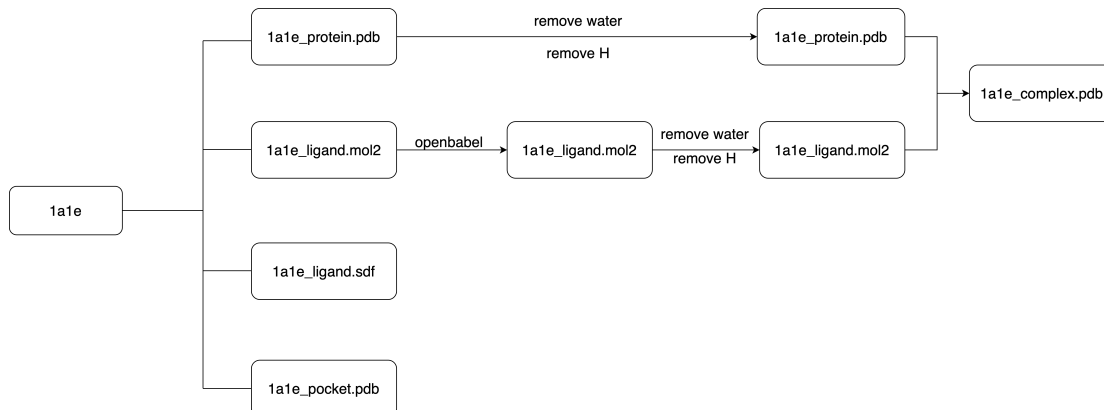 remove water
1a1e_protein.pdb
1a1e_protein.pdb
remove H
1a1e_complex.pdb
remove water
1a1e_ligand.mol2
openbabel
1a1e_ligand.mol2
1a1e_ligand.mol2
remove H
1a1e
1a1e_ligand.sdf
1a1e_pocket.pdb